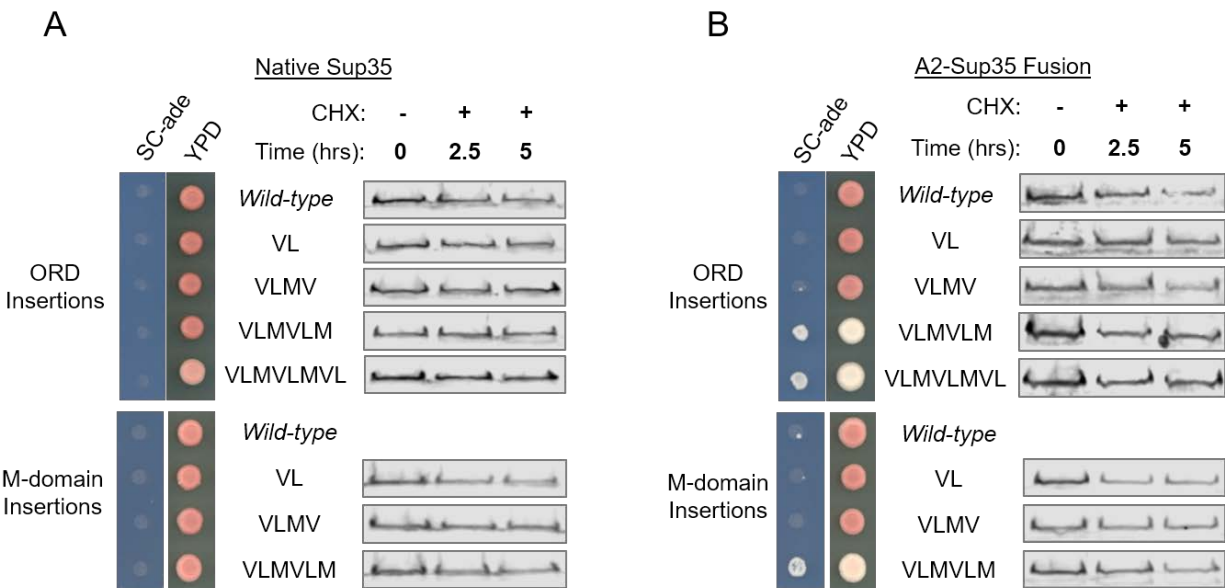 A
Native Sup35
SC-ade
YPD
CHX: - + +
Time (hrs): 0 2.5 5
ORD
Insertions
Wild-type
VL
VLMV
VLMVLM
VLMVLMVL
M-domain
Insertions
Wild-type
VL
VLMV
VLMVLM
B
A2-Sup35 Fusion
SC-ade
YPD
CHX: - + +
Time (hrs): 0 2.5 5
ORD
Insertions
Wild-type
VL
VLMV
VLMVLM
VLMVLMVL
M-domain
Insertions
Wild-type
VL
VLMV
VLMVLM